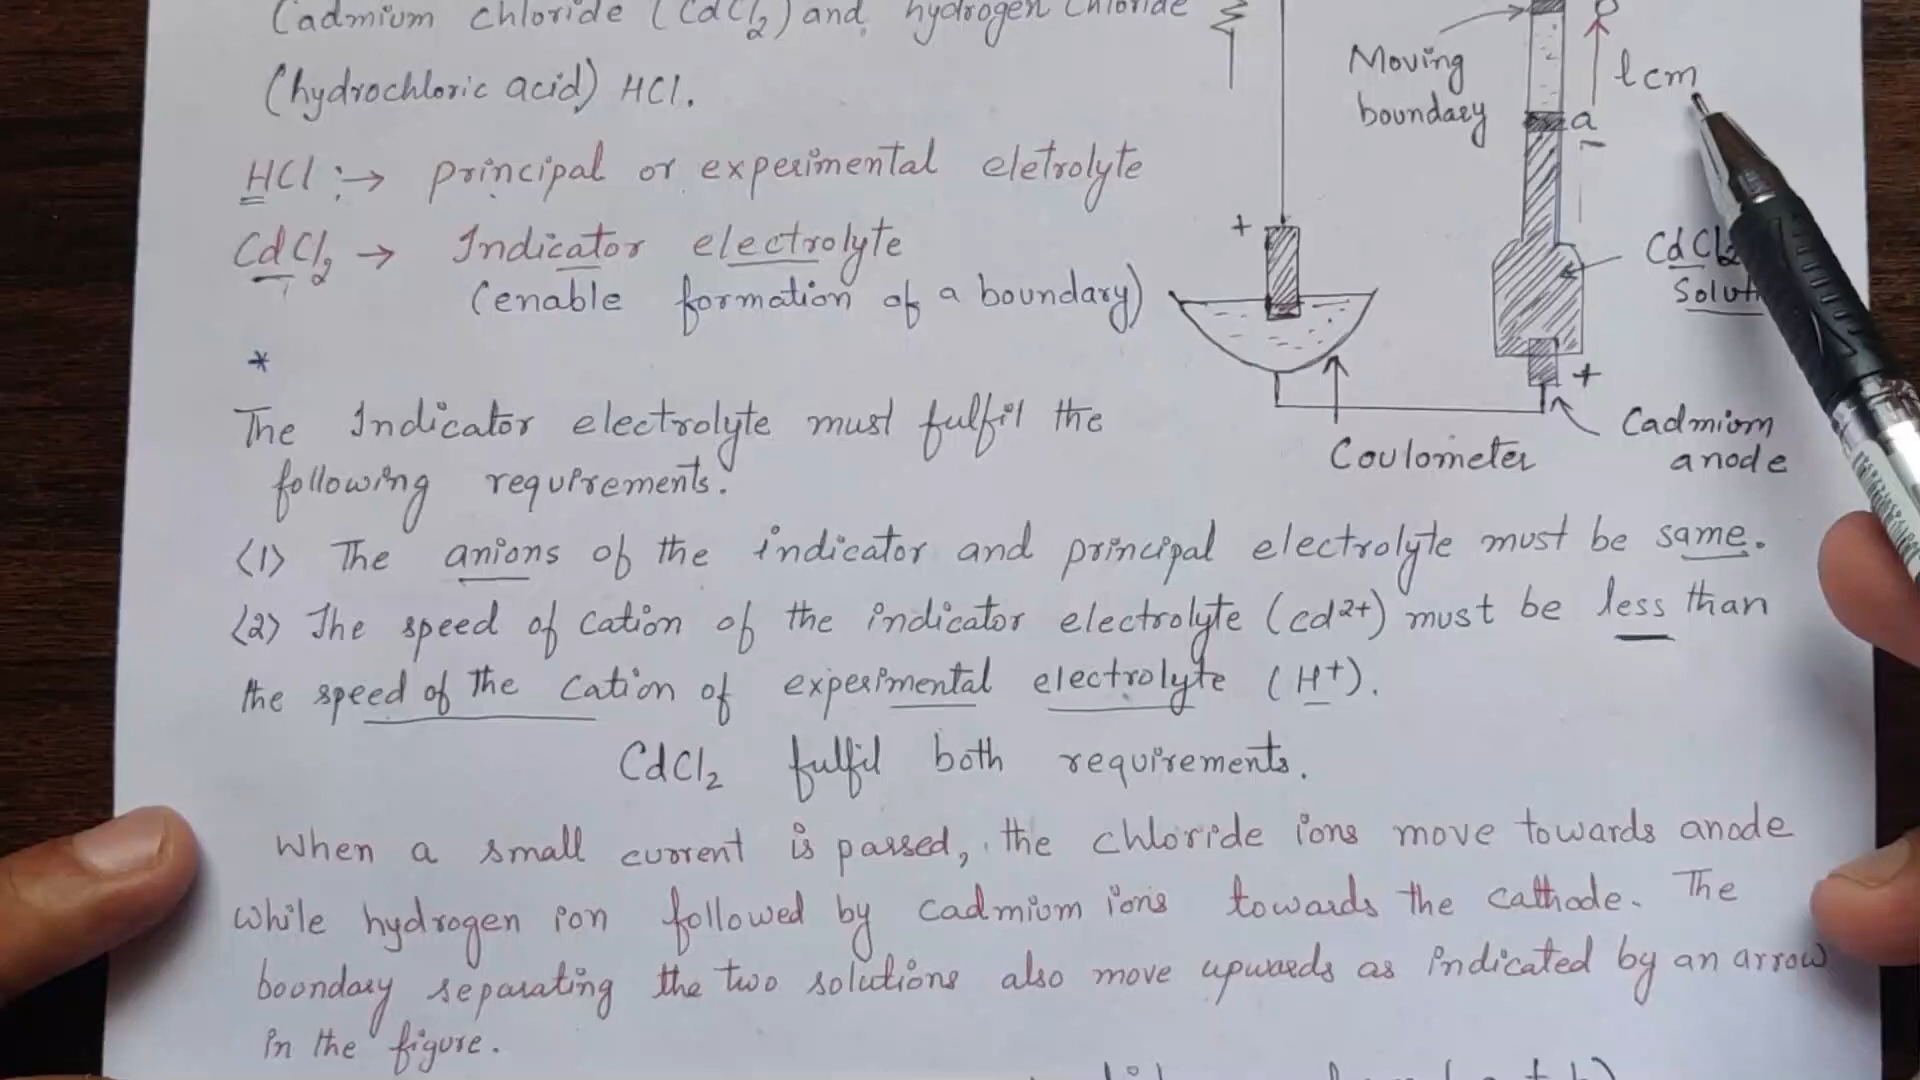 Cadmium chloride (CdCl2) and hydrogen chloride
(hydrochloric acid) HCl.
HCl :→ principal or experimental eletrolyte
CdCl2 → Indicator electrolyte
(enable formation of a boundary)
*
The Indicator electrolyte must fulfil the
following requirements.
<1> The anions of the indicator and principal electrolyte must be same.
<2> The speed of cation of the indicator electrolyte (cd2+) must be less than
the speed of the cation of experimental electrolyte (H+).
CdCl2 fulfil both requirements.
When a small current is passed, the chloride ions move towards anode
while hydrogen ion followed by cadmium ions towards the cathode. The
boundary separating the two solutions also move upwards as indicated by an arrow
in the figure.
Moving
boundary
l cm
a
+
CdCl2
+
Coulometer
Cadmium
anode